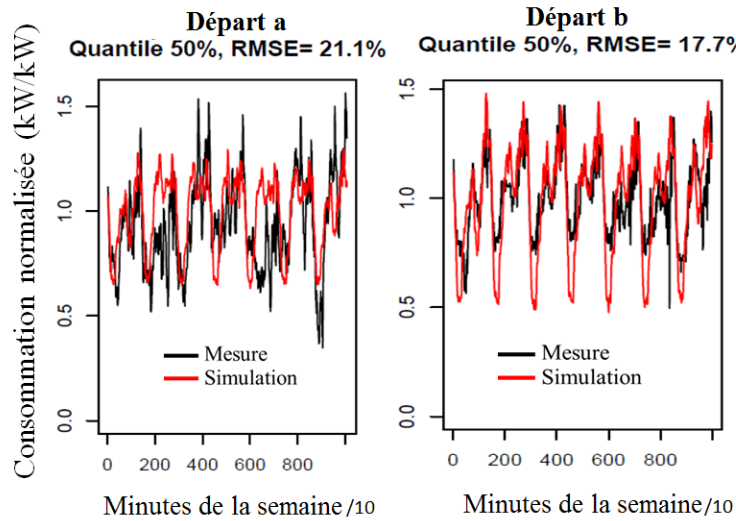 Départ a
Quantile 50%, RMSE= 21.1%
Consommation normalisée (kW/kW)
1.5
1.0
0.5
0.0
Mesure
Simulation
0 200 400 600 800
Minutes de la semaine/10
Départ b
Quantile 50%, RMSE= 17.7%
1.5
1.0
0.5
0.0
Mesure
Simulation
0 200 400 600 800
Minutes de la semaine/10